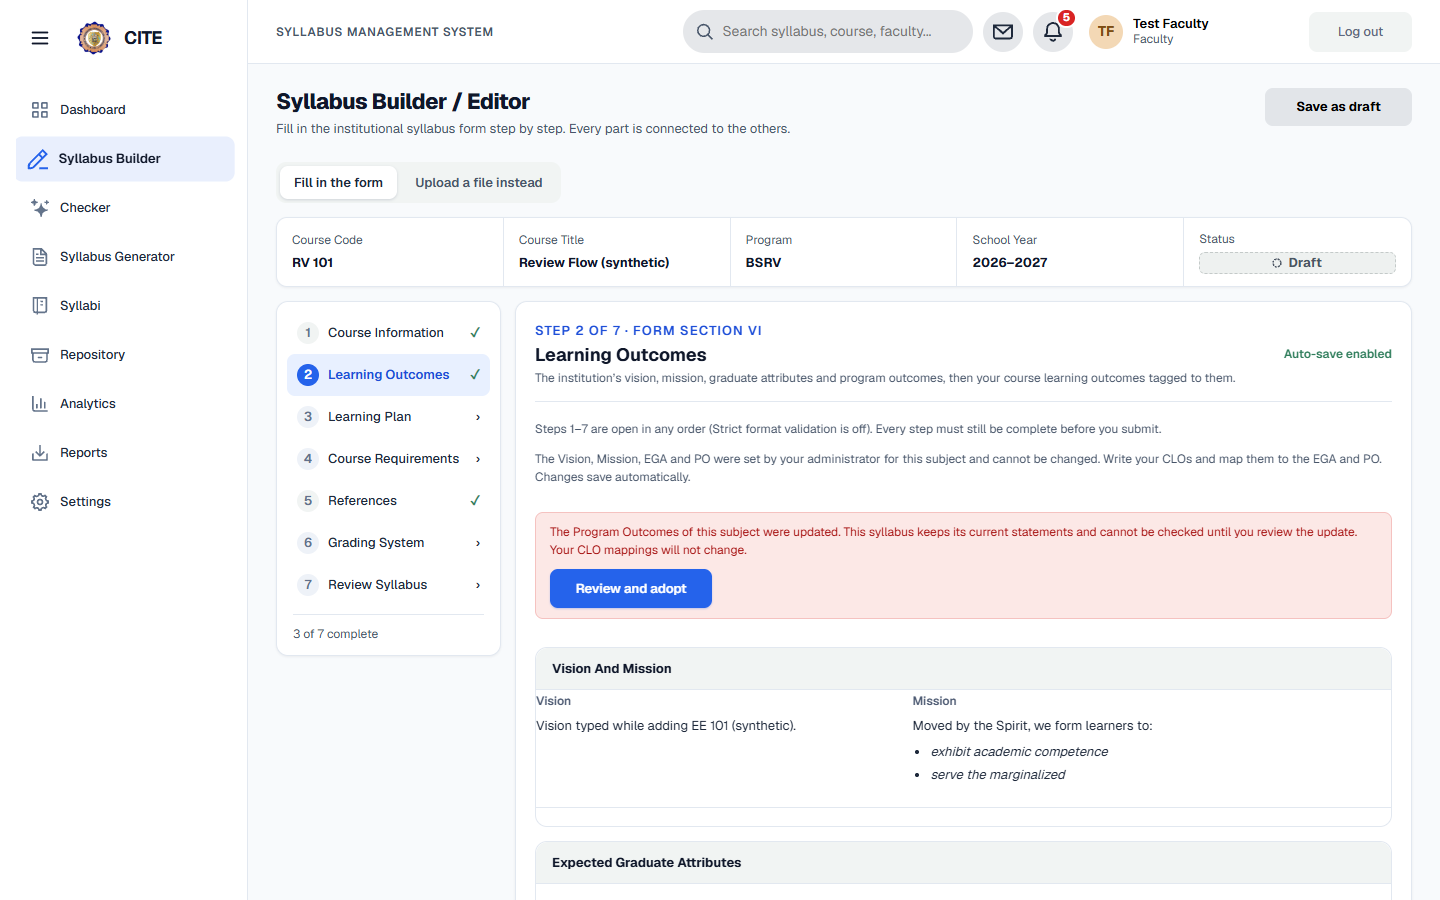 CITE
SYLLABUS MANAGEMENT SYSTEM
Search syllabus, course, faculty...
5
TF
Test Faculty
Faculty
Log out
Dashboard
Syllabus Builder
Checker
Syllabus Generator
Syllabi
Repository
Analytics
Reports
Settings
Syllabus Builder / Editor
Fill in the institutional syllabus form step by step. Every part is connected to the others.
Save as draft
Fill in the form
Upload a file instead
Course Code
RV 101
Course Title
Review Flow (synthetic)
Program
BSRV
School Year
2026–2027
Status
Draft
1 Course Information ✓
2 Learning Outcomes ✓
3 Learning Plan ›
4 Course Requirements ›
5 References ✓
6 Grading System ›
7 Review Syllabus ›
3 of 7 complete
STEP 2 OF 7 · FORM SECTION VI
Learning Outcomes
Auto-save enabled
The institution's vision, mission, graduate attributes and program outcomes, then your course learning outcomes tagged to them.
Steps 1–7 are open in any order (Strict format validation is off). Every step must still be complete before you submit.
The Vision, Mission, EGA and PO were set by your administrator for this subject and cannot be changed. Write your CLOs and map them to the EGA and PO.
Changes save automatically.
The Program Outcomes of this subject were updated. This syllabus keeps its current statements and cannot be checked until you review the update.
Your CLO mappings will not change.
Review and adopt
Vision And Mission
Vision
Vision typed while adding EE 101 (synthetic).
Mission
Moved by the Spirit, we form learners to:
• exhibit academic competence
• serve the marginalized
Expected Graduate Attributes